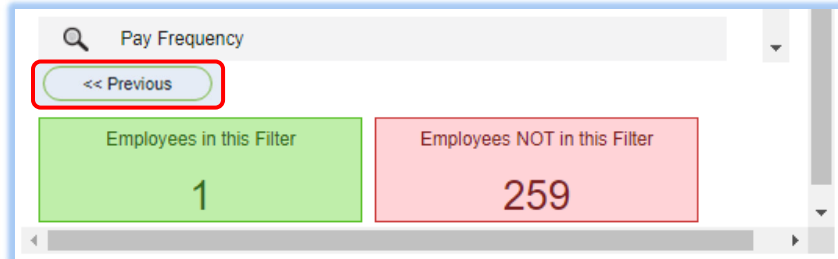 Pay Frequency
<< Previous
Employees in this Filter
1
Employees NOT in this Filter
259